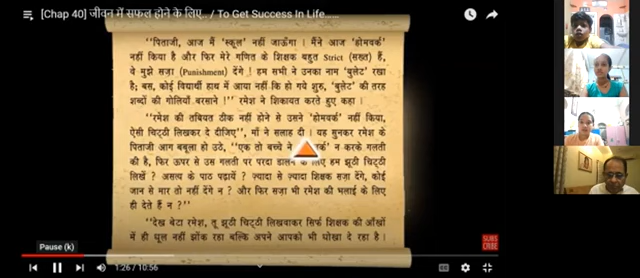 [Chap 40] जीवन में सफल होने के लिए.. / To Get Success In Life......
“पिताजी, आज मैं ‘स्कूल’ नहीं जाऊँगा । मैंने आज ‘होमवर्क’
नहीं किया है और फिर मेरे गणित के शिक्षक बहुत Strict (सख्त) हैं,
वे मुझे सज़ा (Punishment) देंगे । हम सभी ने उनका नाम ‘बुलेट’ रखा
है; बस, कोई विद्यार्थी हाथ में आया नहीं कि हो गये शुरु, ‘बुलेट’ की तरह
शब्दों की गोलियाँ बरसाने !” रमेश ने शिकायत करते हुए कहा ।
“रमेश की तबियत ठीक नहीं होने से उसने ‘होमवर्क’ नहीं किया,
ऐसी चिट्ठी लिखकर दे दीजिए”, माँ ने सलाह दी । यह सुनकर रमेश के
पिताजी आग बबूला हो उठे, “एक तो बच्चे ने र्क’ न करके गलती
की है, फिर ऊपर से उस गलती पर परदा डालने के लिए हम झूठी चिट्ठी
लिखें ? असत्य के पाठ पढ़ायें ? ज़्यादा से ज़्यादा शिक्षक सज़ा देंगे, कोई
जान से मार तो नहीं देंगे न ? और फिर सज़ा भी रमेश की भलाई के लिए
ही देते हैं न ?”
“देख बेटा रमेश, तू झूठी चिट्ठी लिखवाकर सिर्फ शिक्षक की आँखों
में ही धूल नहीं झोंक रहा बल्कि अपने आपको भी धोखा दे रहा है ।
Pause (k)
1:26 / 10:56
SUBSCRIBE